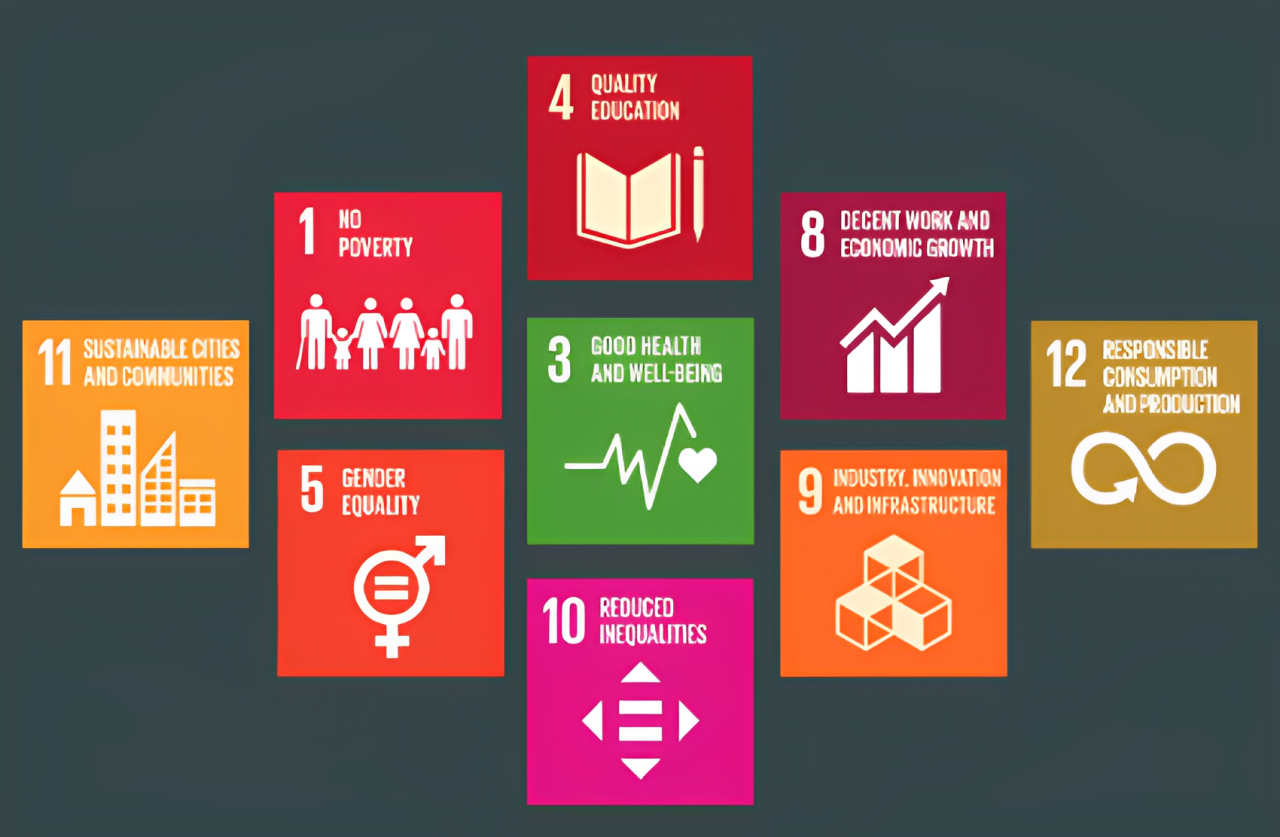 4 QUALITY
EDUCATION
1 NO
POVERTY
8 DECENT WORK AND
ECONOMIC GROWTH
11 SUSTAINABLE CITIES
AND COMMUNITIES
3 GOOD HEALTH
AND WELL-BEING
12 RESPONSIBLE
CONSUMPTION
AND PRODUCTION
5 GENDER
EQUALITY
9 INDUSTRY, INNOVATION
AND INFRASTRUCTURE
10 REDUCED
INEQUALITIES